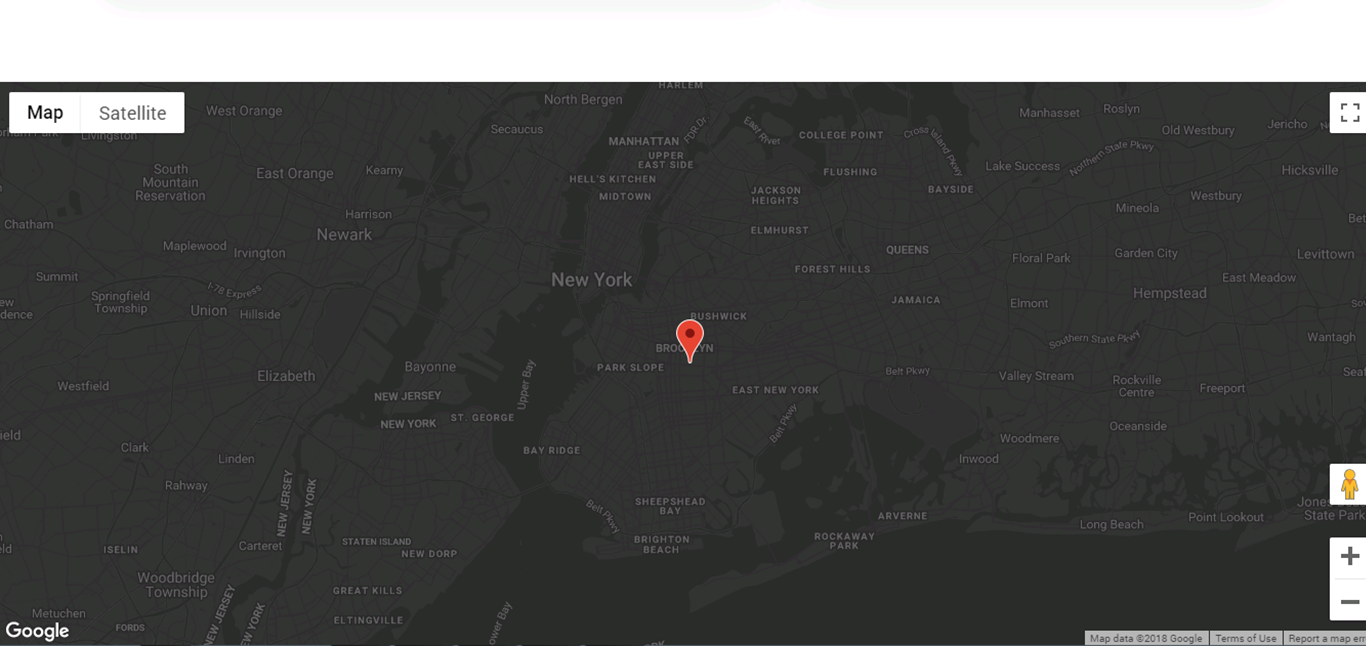 HARLEM
Map
Satellite
West Orange
North Bergen
Manhasset
Roslyn
Jericho
Livingston
Secaucus
FDR Dr
East River
COLLEGE POINT
Cross Island Pkwy
Old Westbury
MANHATTAN
UPPER
EAST SIDE
Northern State Pkwy
South
Mountain
Reservation
East Orange
Kearny
HELL'S KITCHEN
FLUSHING
Lake Success
Hicksville
MIDTOWN
JACKSON
HEIGHTS
BAYSIDE
Westbury
Harrison
Mineola
Chatham
Newark
ELMHURST
Maplewood
Irvington
QUEENS
Floral Park
Garden City
Levittown
Summit
New York
FOREST HILLS
East Meadow
Springfield
Township
I-78 Express
Union
Hillside
JAMAICA
Elmont
Hempstead
BUSHWICK
Southern State Pkwy
Wantagh
BROOKLYN
Bayonne
PARK SLOPE
Belt Pkwy
Valley Stream
Rockville
Centre
Freeport
Westfield
Elizabeth
Upper Bay
EAST NEW YORK
NEW JERSEY
NEW YORK
ST. GEORGE
Belt Pkwy
Oceanside
Clark
BAY RIDGE
Woodmere
Linden
Inwood
Rahway
NEW JERSEY
NEW YORK
SHEEPSHEAD
BAY
Belt Pkwy
ARVERNE
Long Beach
Point Lookout
Jones
State Park
Carteret
ISELIN
STATEN ISLAND
NEW DORP
BRIGHTON
BEACH
ROCKAWAY
PARK
Woodbridge
Township
GREAT KILLS
Metuchen
FORDS
NEW JERSEY
NEW YORK
ELTINGVILLE
Google
Map data ©2018 Google
Terms of Use
Report a map